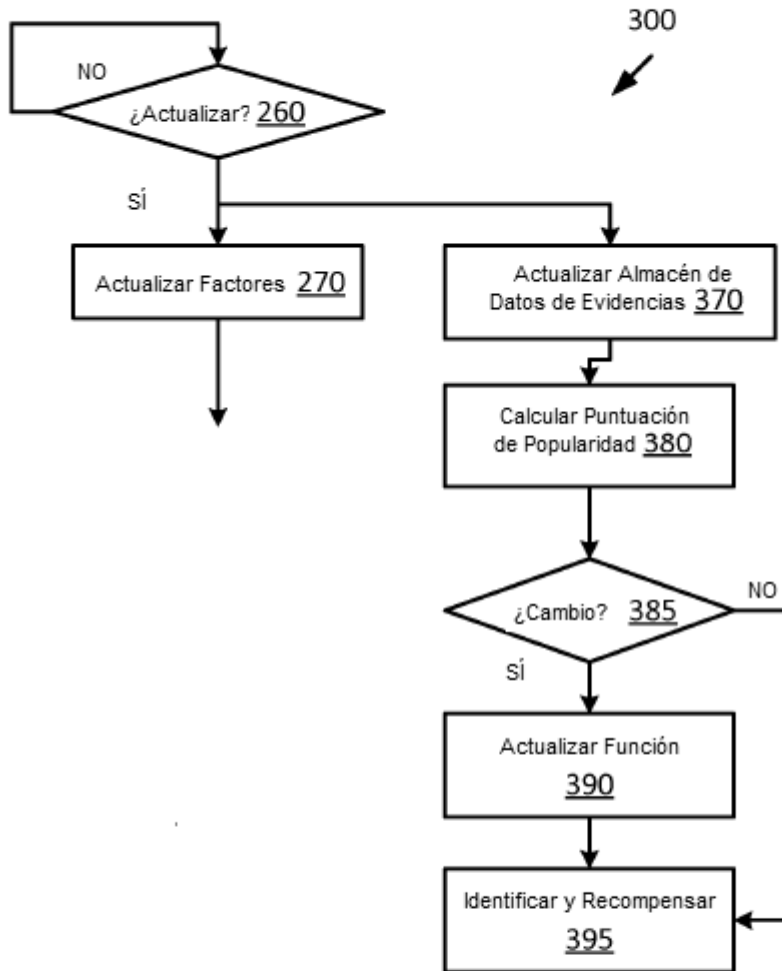 300
NO
¿Actualizar? 260
SÍ
Actualizar Factores 270
Actualizar Almacén de
Datos de Evidencias 370
Calcular Puntuación
de Popularidad 380
¿Cambio? 385
NO
SÍ
Actualizar Función
390
Identificar y Recompensar
395